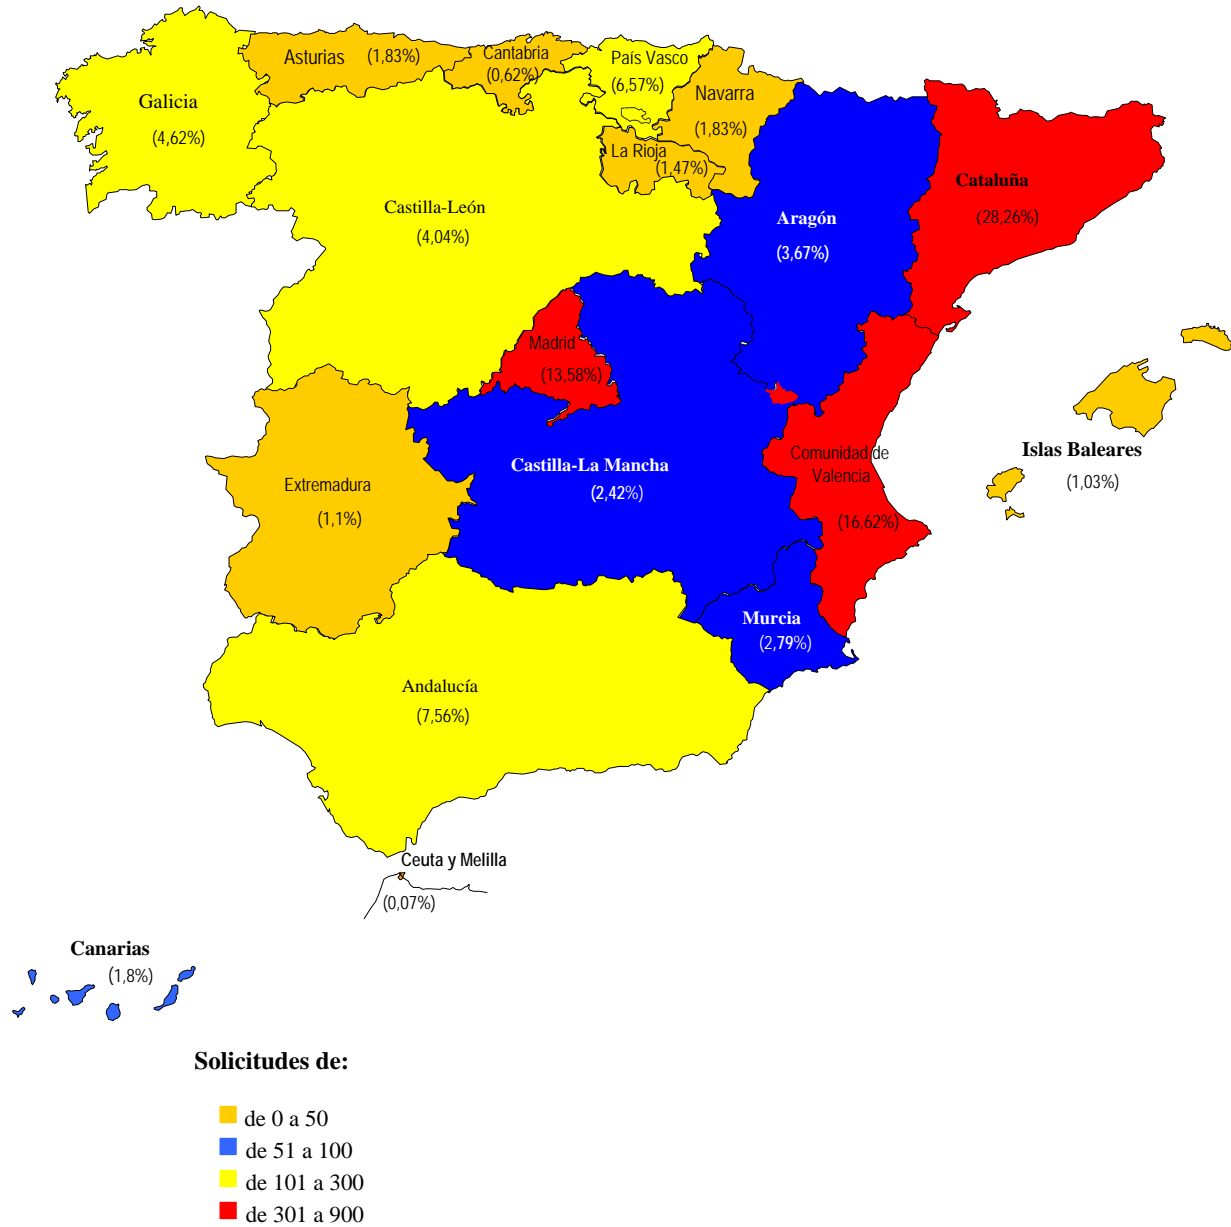 Asturias (1,83%)
Cantabria
(0,62%)
País Vasco
(6,57%)
Galicia
(4,62%)
Navarra
(1,83%)
La Rioja
(1,47%)
Castilla-León
(4,04%)
Aragón
(3,67%)
Cataluña
(28,26%)
Madrid
(13,58%)
Castilla-La Mancha
(2,42%)
Comunidad de
Valencia
(16,62%)
Islas Baleares
(1,03%)
Extremadura
(1,1%)
Murcia
(2,79%)
Andalucía
(7,56%)
Ceuta y Melilla
(0,07%)
Canarias
(1,8%)
Solicitudes de:
de 0 a 50
de 51 a 100
de 101 a 300
de 301 a 900